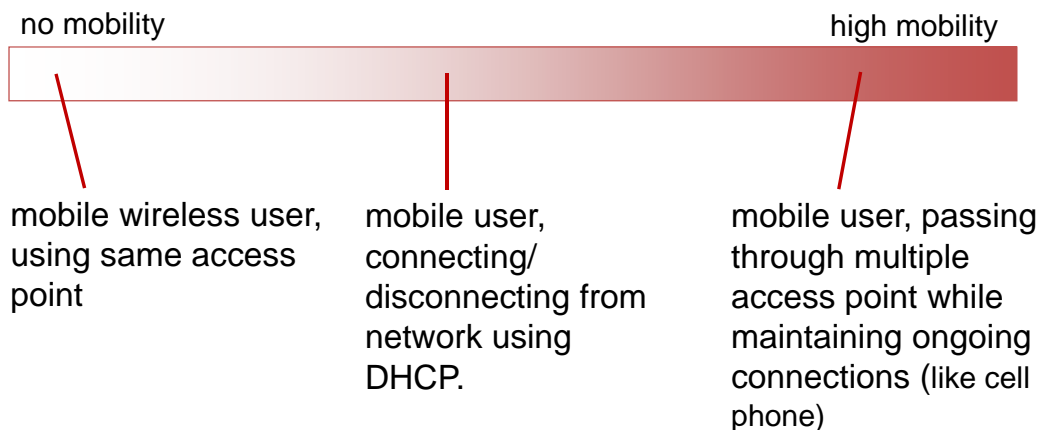 no mobility
high mobility
mobile wireless user,
using same access
point
mobile user,
connecting/
disconnecting from
network using
DHCP.
mobile user, passing
through multiple
access point while
maintaining ongoing
connections (like cell
phone)